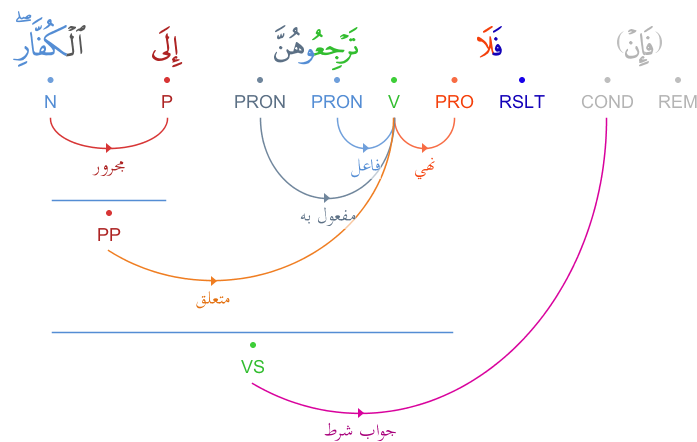 (فَإِنْ) فَلَا تَرْجِعُوهُنَّ إِلَى ٱلْكُفَّارِ ۖ
REM COND RSLT PRO V PRON PRON P N
نهي فاعل مجرور
مفعول به
PP
متعلق
VS
جواب شرط